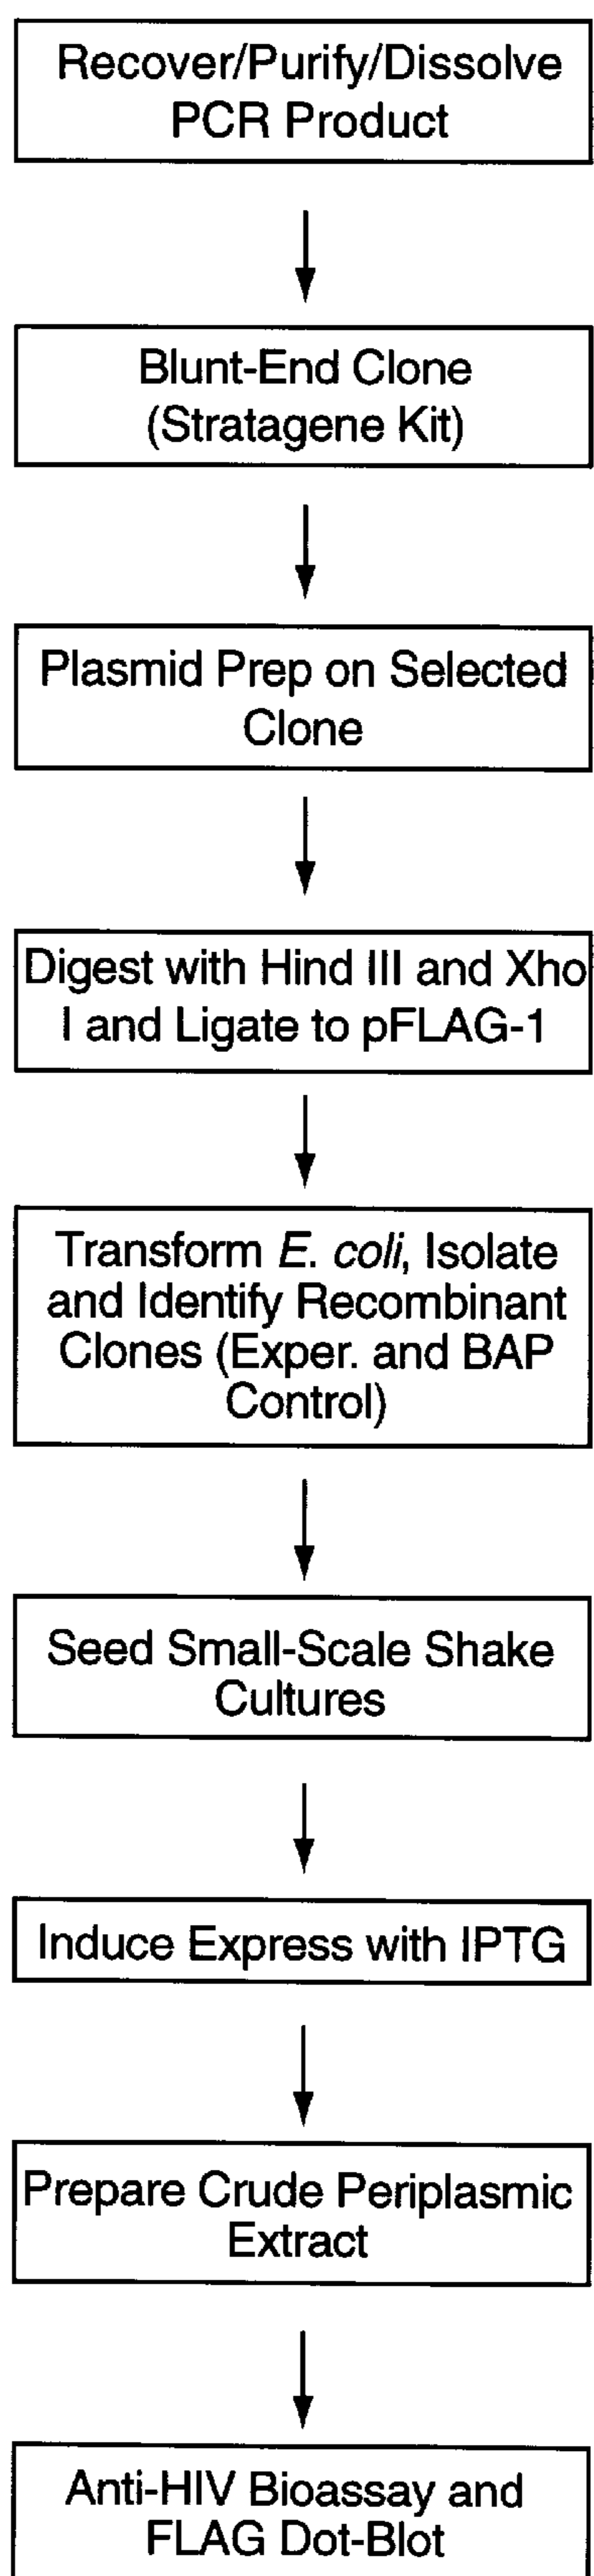 Recover/Purify/Dissolve
PCR Product
Blunt-End Clone
(Stratagene Kit)
Plasmid Prep on Selected
Clone
Digest with Hind III and Xho
I and Ligate to pFLAG-1
Transform E. coli, Isolate
and Identify Recombinant
Clones (Exper. and BAP
Control)
Seed Small-Scale Shake
Cultures
Induce Express with IPTG
Prepare Crude Periplasmic
Extract
Anti-HIV Bioassay and
FLAG Dot-Blot